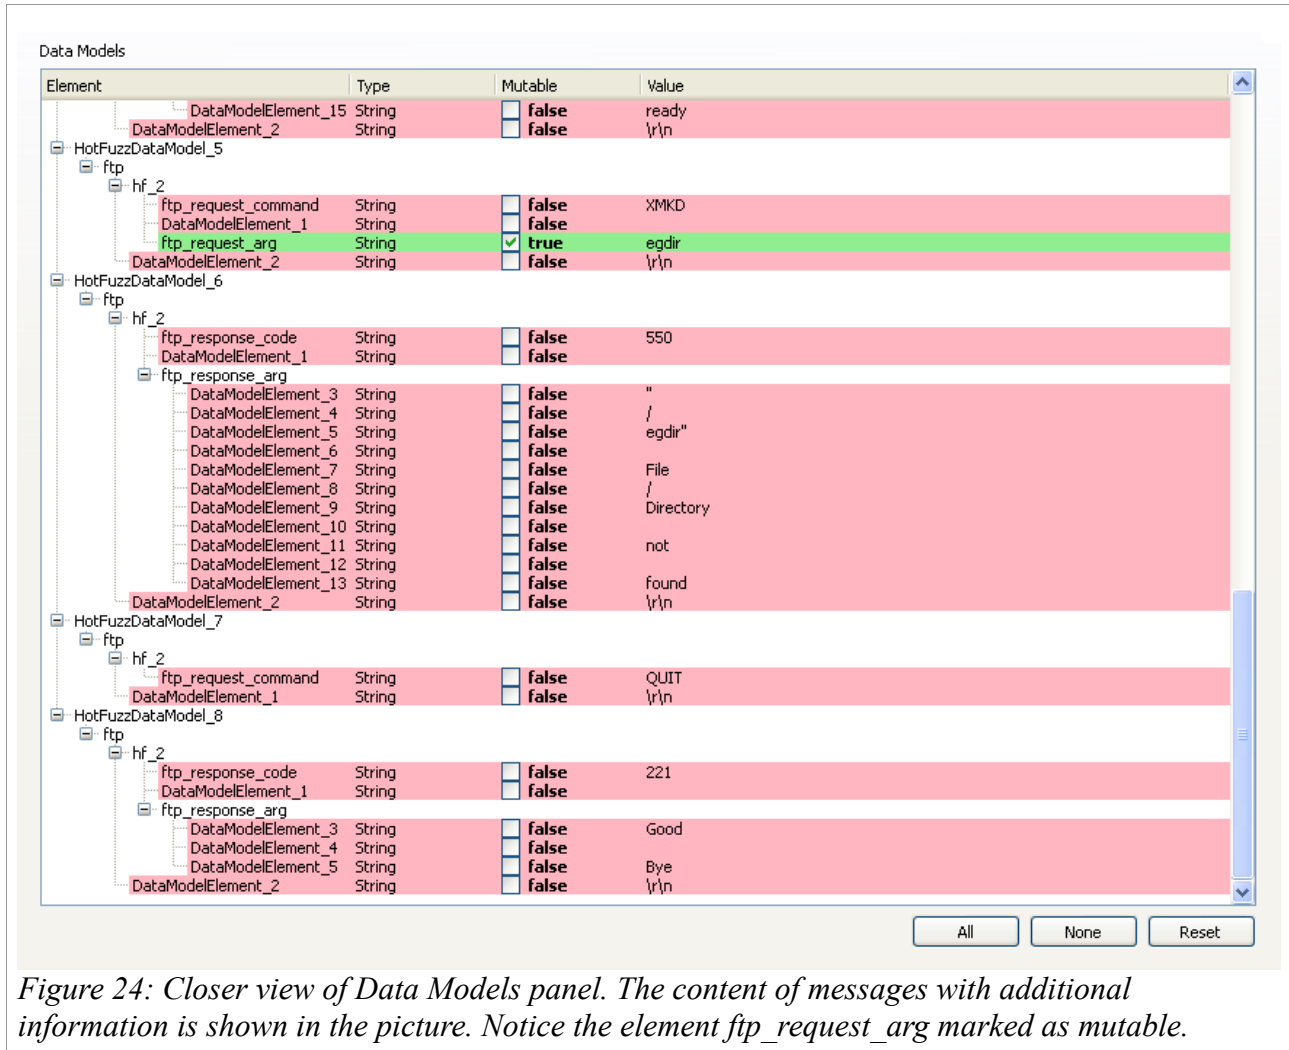 Data Models
Element Type Mutable Value
DataModelElement_15 String false ready
DataModelElement_2 String false \r\n
HotFuzzDataModel_5
ftp
hf_2
ftp_request_command String false XMKD
DataModelElement_1 String false
ftp_request_arg String true egdir
DataModelElement_2 String false \r\n
HotFuzzDataModel_6
ftp
hf_2
ftp_response_code String false 550
DataModelElement_1 String false
ftp_response_arg
DataModelElement_3 String false "
DataModelElement_4 String false /
DataModelElement_5 String false egdir"
DataModelElement_6 String false
DataModelElement_7 String false File
DataModelElement_8 String false /
DataModelElement_9 String false Directory
DataModelElement_10 String false
DataModelElement_11 String false not
DataModelElement_12 String false
DataModelElement_13 String false found
DataModelElement_2 String false \r\n
HotFuzzDataModel_7
ftp
hf_2
ftp_request_command String false QUIT
DataModelElement_1 String false \r\n
HotFuzzDataModel_8
ftp
hf_2
ftp_response_code String false 221
DataModelElement_1 String false
ftp_response_arg
DataModelElement_3 String false Good
DataModelElement_4 String false
DataModelElement_5 String false Bye
DataModelElement_2 String false \r\n
All None Reset
Figure 24: Closer view of Data Models panel. The content of messages with additional
information is shown in the picture. Notice the element ftp_request_arg marked as mutable.